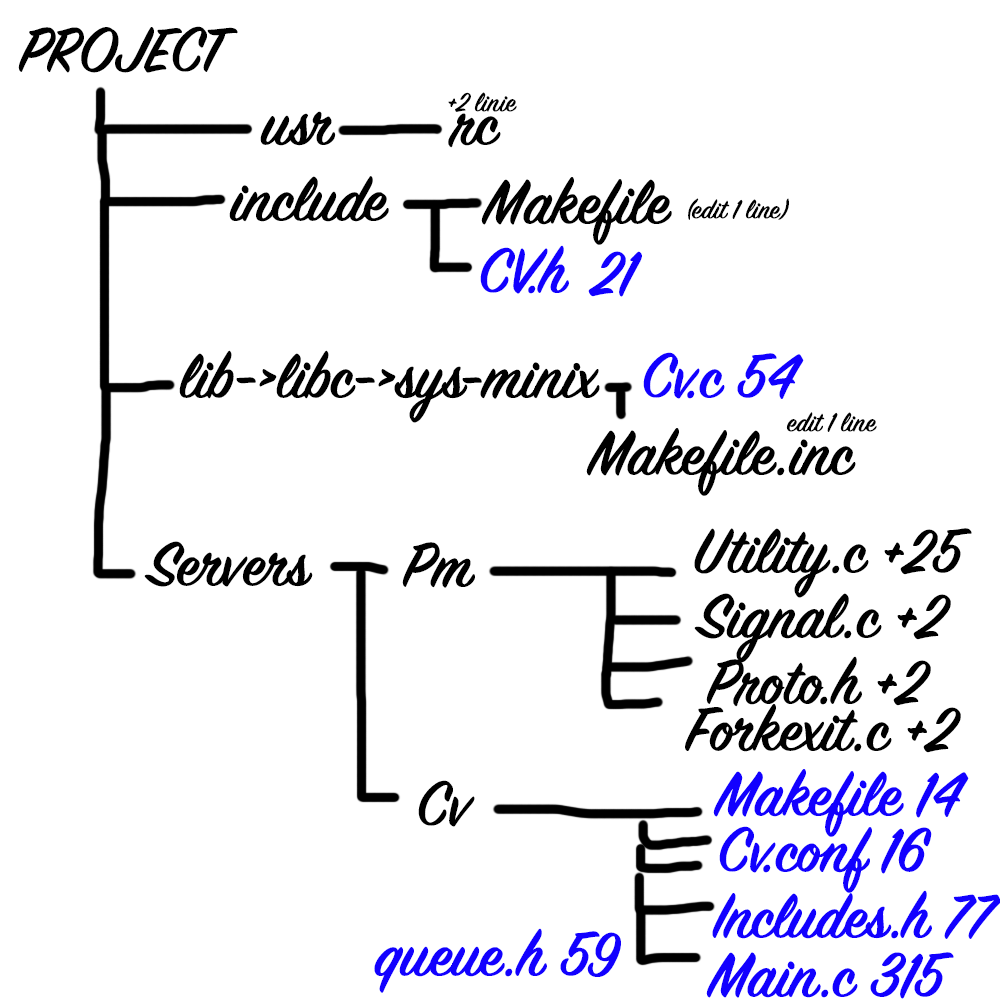 PROJECT
+2 linie
usr rc
include Makefile (edit 1 line)
CV.h 21
lib->libc->sys-minix Cv.c 54
edit 1 line
Makefile.inc
Servers Pm Utility.c +25
Signal.c +2
Proto.h +2
Forkexit.c +2
Cv Makefile 14
Cv.conf 16
Includes.h 77
queue.h 59 Main.c 315